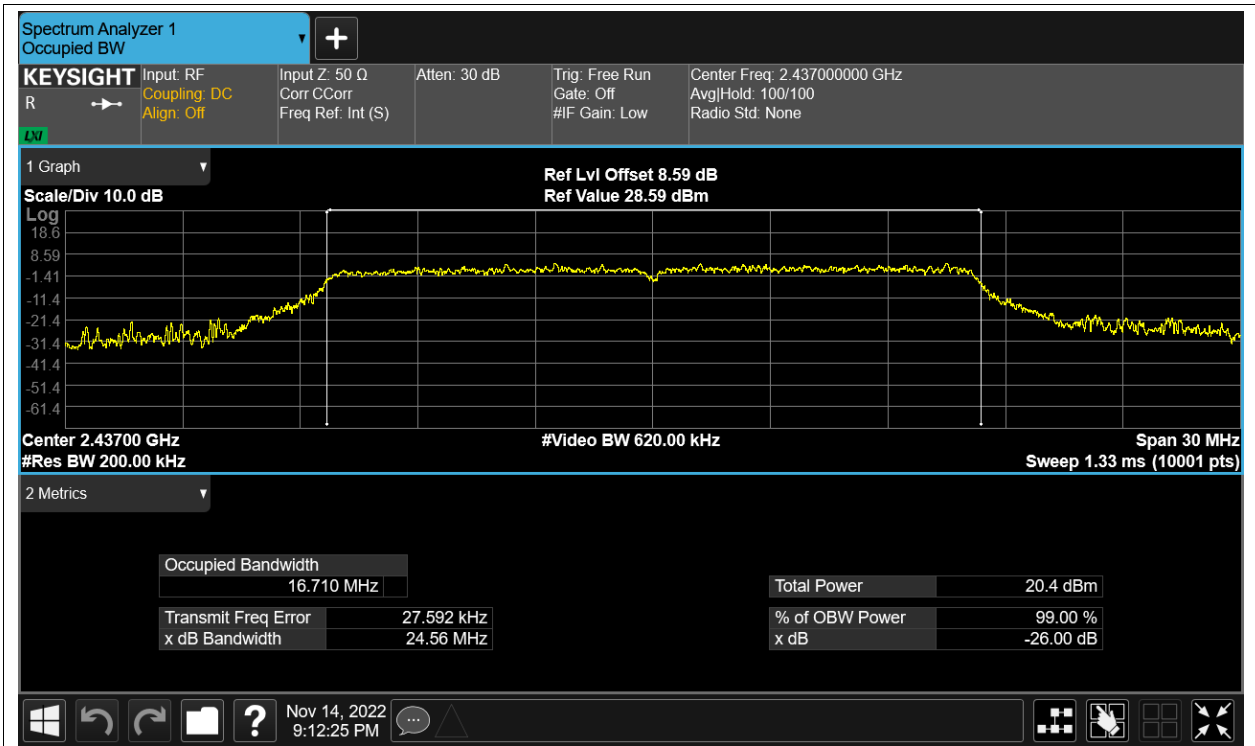 Spectrum Analyzer 1
Occupied BW
KEYSIGHT
R
LXI
Input: RF
Coupling: DC
Align: Off
Input Z: 50 Ω
Corr CCorr
Freq Ref: Int (S)
Atten: 30 dB
Trig: Free Run
Gate: Off
#IF Gain: Low
Center Freq: 2.437000000 GHz
Avg|Hold: 100/100
Radio Std: None
1 Graph
Scale/Div 10.0 dB
Ref Lvl Offset 8.59 dB
Ref Value 28.59 dBm
Log
18.6
8.59
-1.41
-11.4
-21.4
-31.4
-41.4
-51.4
-61.4
Center 2.43700 GHz
#Res BW 200.00 kHz
#Video BW 620.00 kHz
Span 30 MHz
Sweep 1.33 ms (10001 pts)
2 Metrics
Occupied Bandwidth
16.710 MHz
Transmit Freq Error 27.592 kHz
x dB Bandwidth 24.56 MHz
Total Power 20.4 dBm
% of OBW Power 99.00 %
x dB -26.00 dB
?
Nov 14, 2022
9:12:25 PM